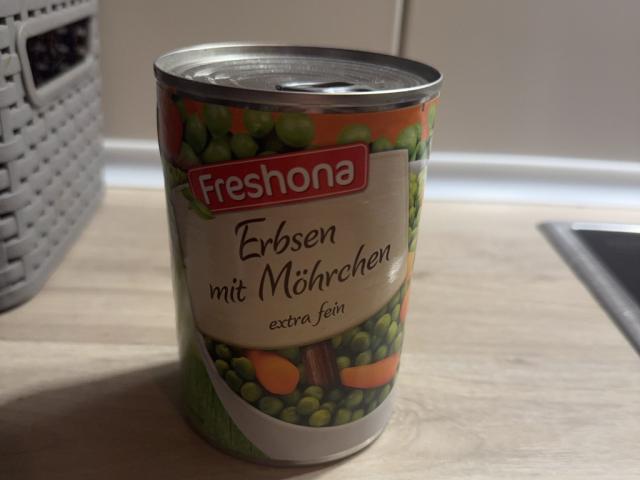 Freshona
Erbsen
mit Möhrchen
extra fein